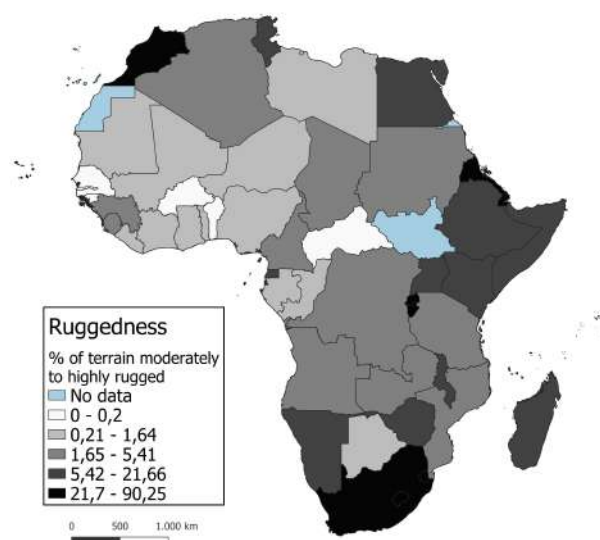 Ruggedness
% of terrain moderately
to highly rugged
No data
0 - 0,2
0,21 - 1,64
1,65 - 5,41
5,42 - 21,66
21,7 - 90,25
0 500 1.000 km